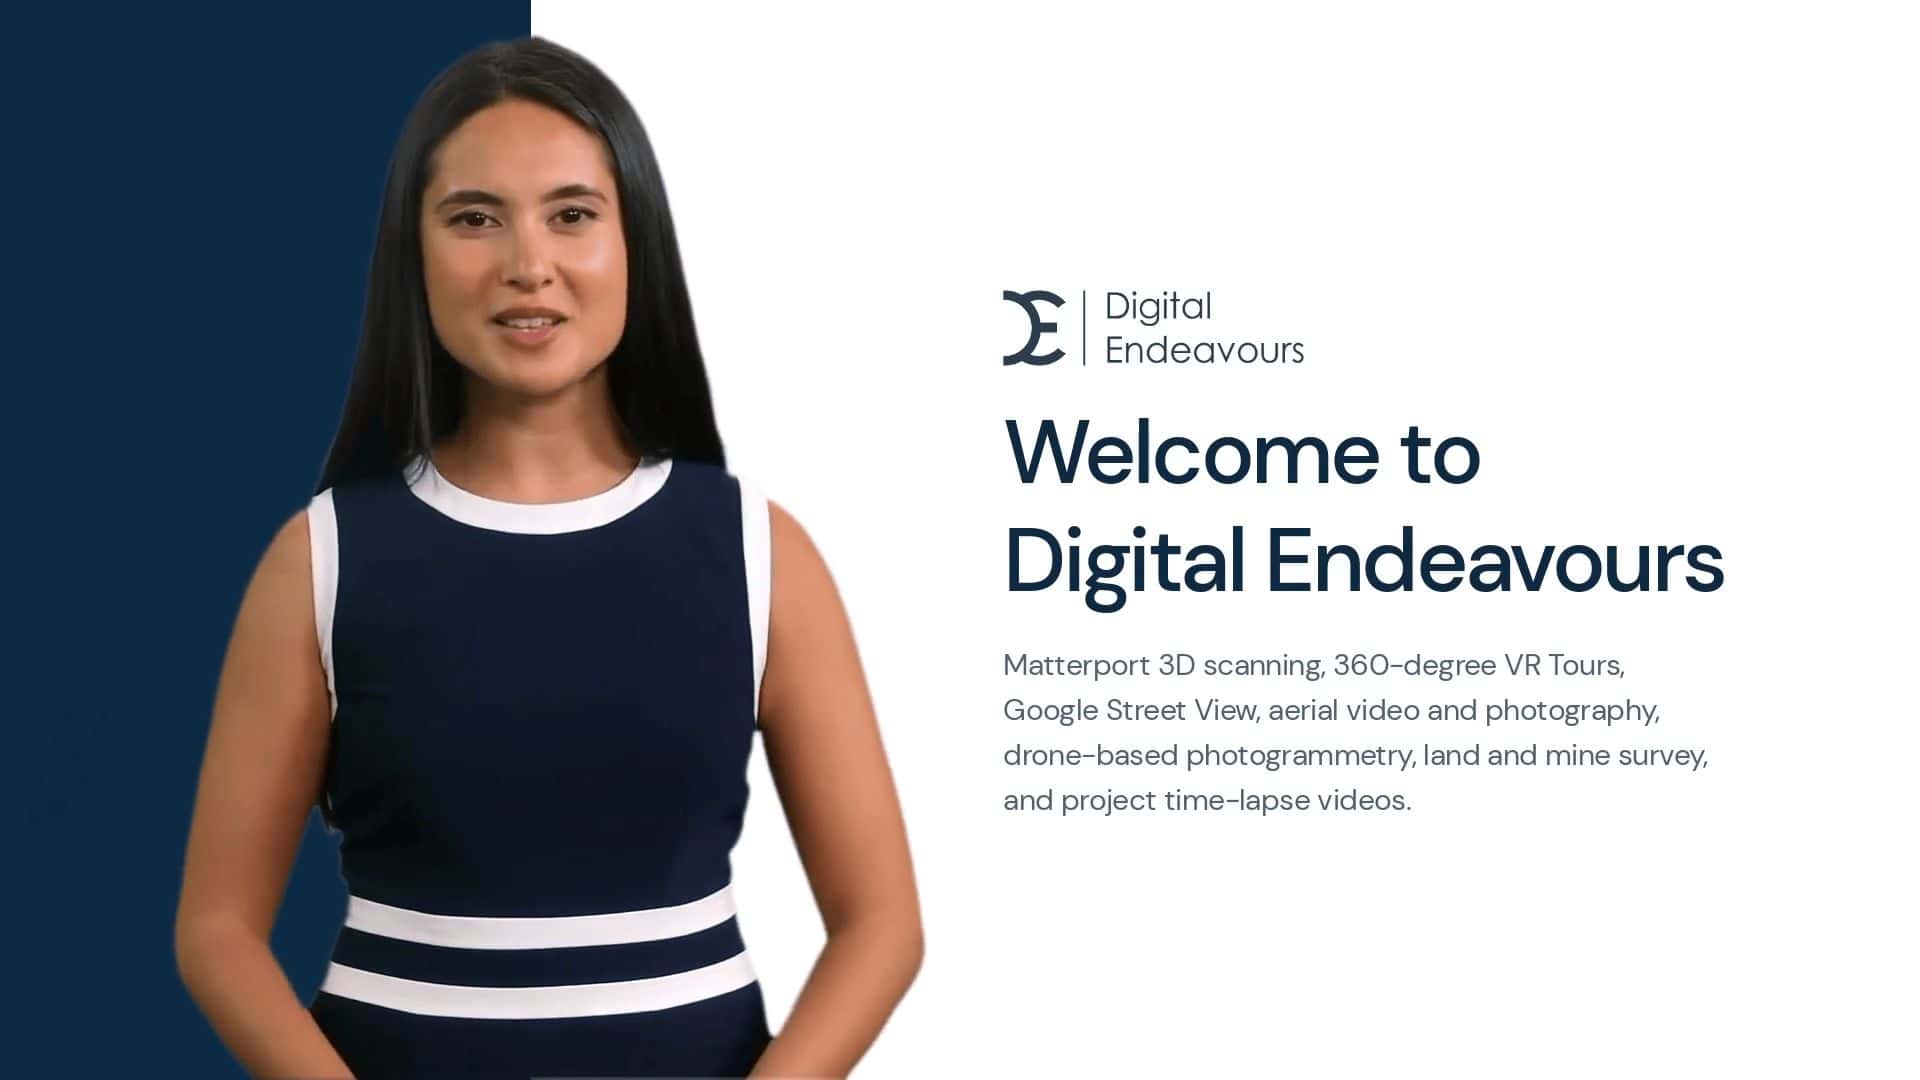 Digital
Endeavours
Welcome to
Digital Endeavours
Matterport 3D scanning, 360-degree VR Tours,
Google Street View, aerial video and photography,
drone-based photogrammetry, land and mine survey,
and project time-lapse videos.